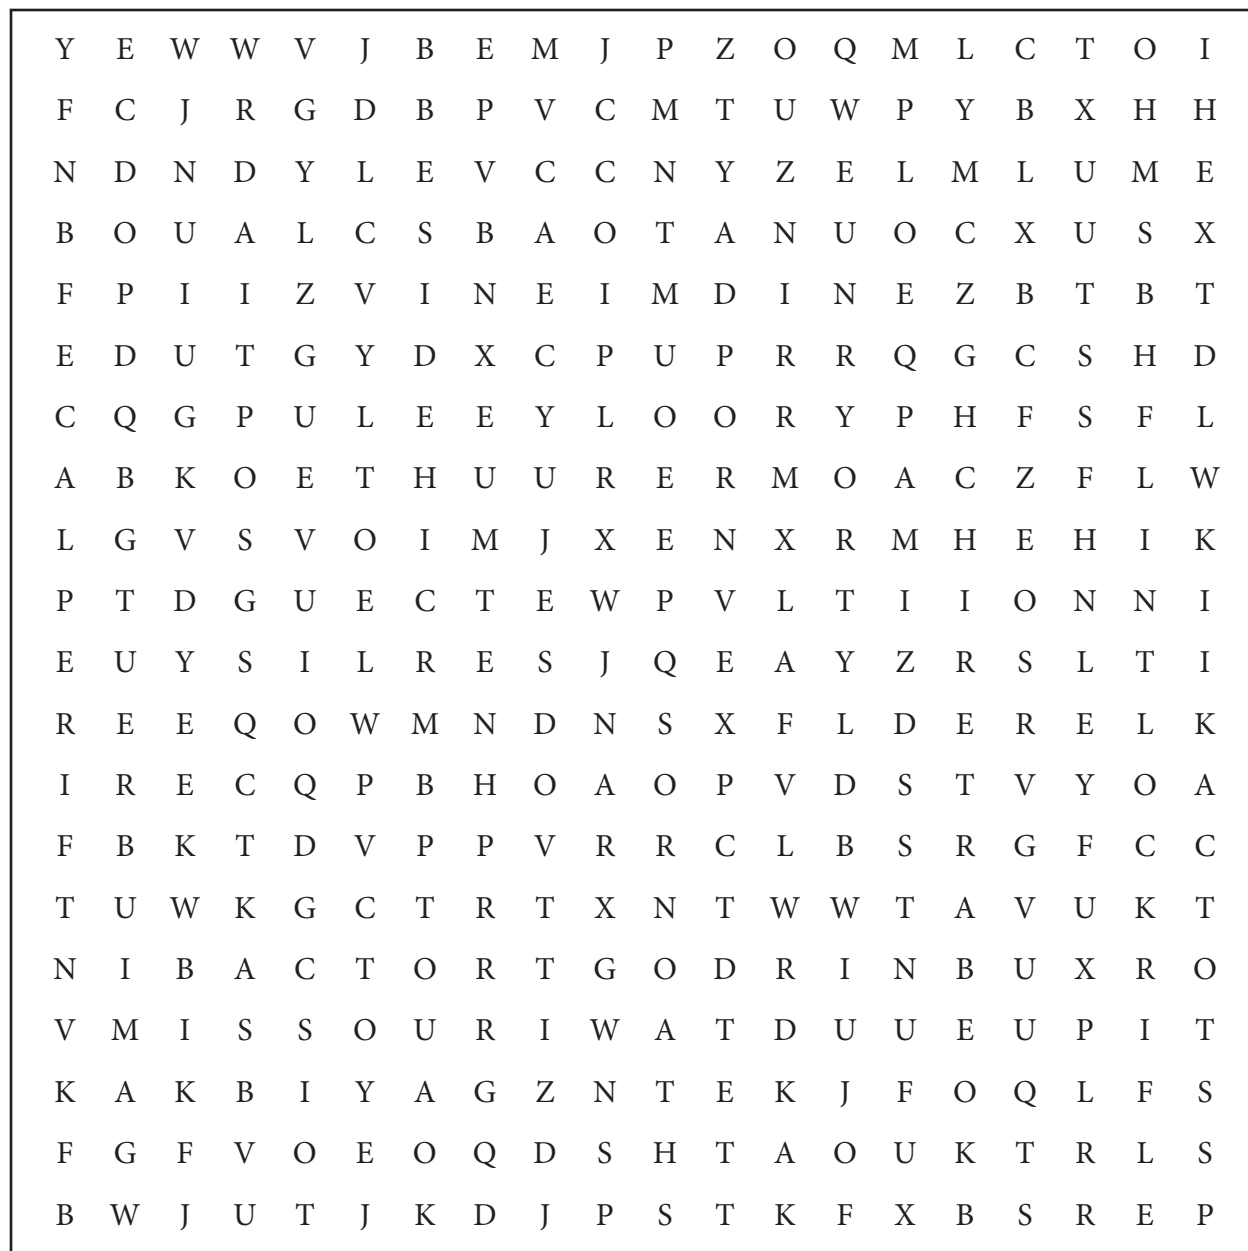 Y E W W V J B E M J P Z O Q M L C T O I
F C J R G D B P V C M T U W P Y B X H H
N D N D Y L E V C C N Y Z E L M L U M E
B O U A L C S B A O T A N U O C X U S X
F P I I Z V I N E I M D I N E Z B T B T
E D U T G Y D X C P U P R R Q G C S H D
C Q G P U L E E Y L O O R Y P H F S F L
A B K O E T H U U R E R M O A C Z F L W
L G V S V O I M J X E N X R M H E H I K
P T D G U E C T E W P V L T I I O N N I
E U Y S I L R E S J Q E A Y Z R S L T I
R E E Q O W M N D N S X F L D E R E L K
I R E C Q P B H O A O P V D S T V Y O A
F B K T D V P P V R R C L B S R G F C C
T U W K G C T R T X N T W W T A V U K T
N I B A C T O R T G O D R I N B U X R O
V M I S S O U R I W A T D U U E U P I T
K A K B I Y A G Z N T E K J F O Q L F S
F G F V O E O Q D S H T A O U K T R L S
B W J U T J K D J P S T K F X B S R E P